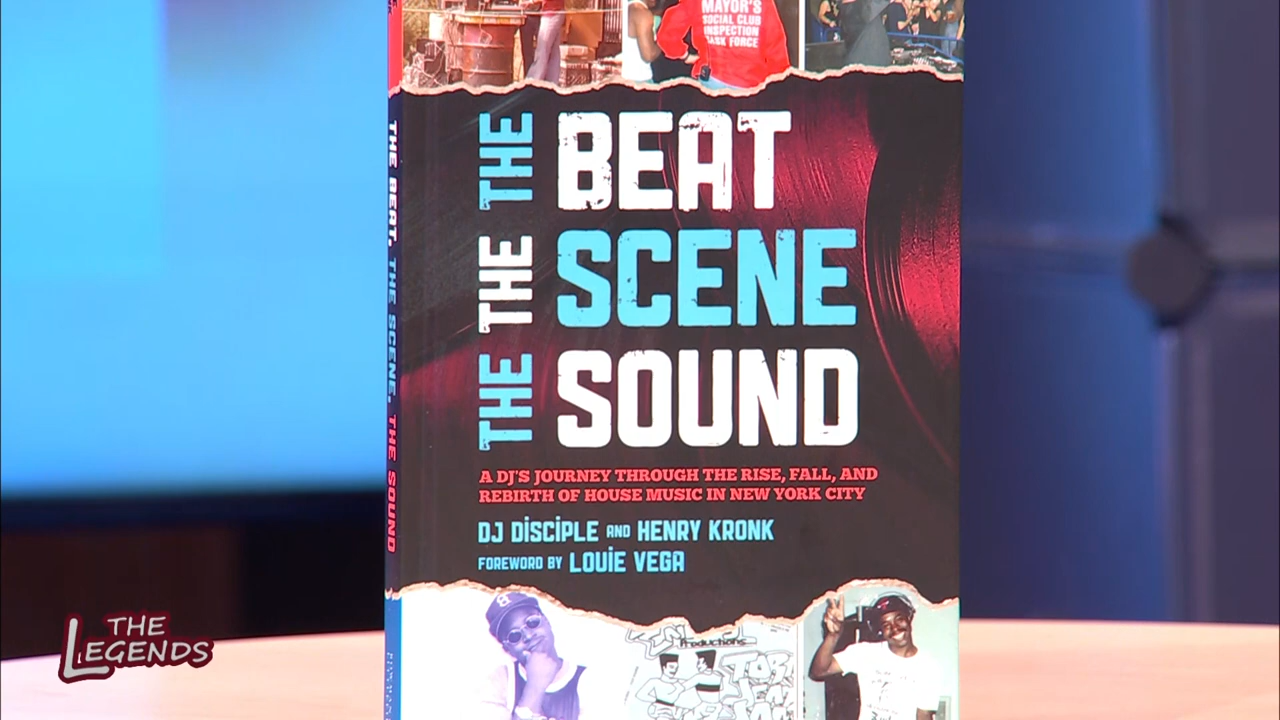 MAYOR'S
SOCIAL CLUB
INSPECTION
TASK FORCE
THE BEAT
THE SCENE
THE SOUND
A DJ'S JOURNEY THROUGH THE RISE, FALL, AND
REBIRTH OF HOUSE MUSIC IN NEW YORK CITY
DJ DISCIPLE AND HENRY KRONK
FOREWORD BY LOUIE VEGA
THE BEAT, THE SCENE, THE SOUND
Productions
THE
LEGENDS